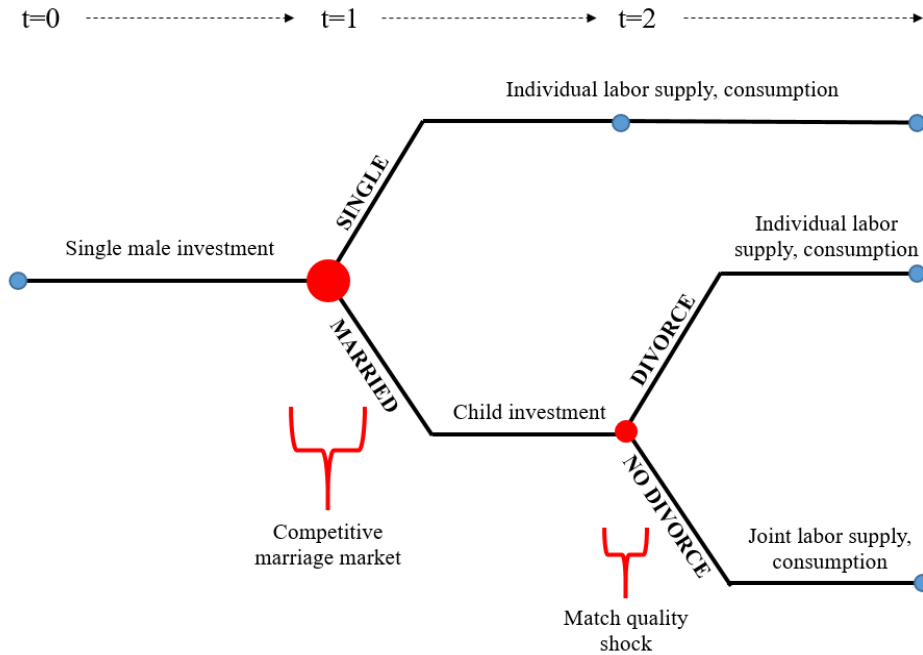 t=0
t=1
t=2
Individual labor supply, consumption
SINGLE
Single male investment
Individual labor
supply, consumption
MARRIED
DIVORCE
Child investment
NO DIVORCE
Competitive
marriage market
Joint labor supply,
consumption
Match quality
shock